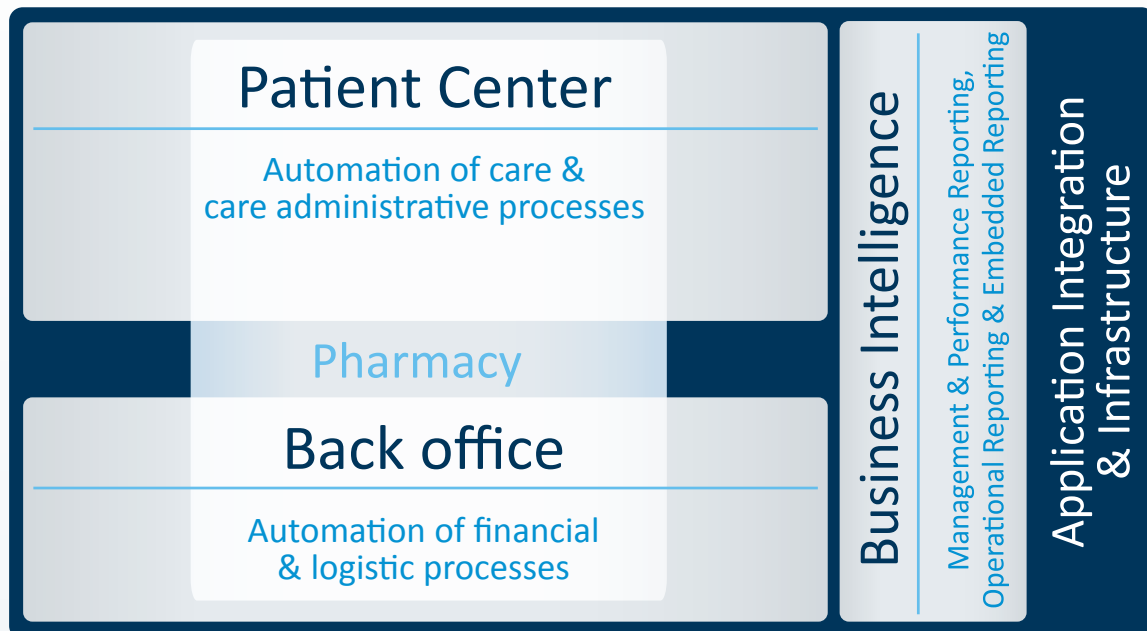 Patient Center
Automation of care &
care administrative processes
Pharmacy
Back office
Automation of financial
& logistic processes
Business Intelligence
Management & Performance Reporting,
Operational Reporting & Embedded Reporting
Application Integration
& Infrastructure